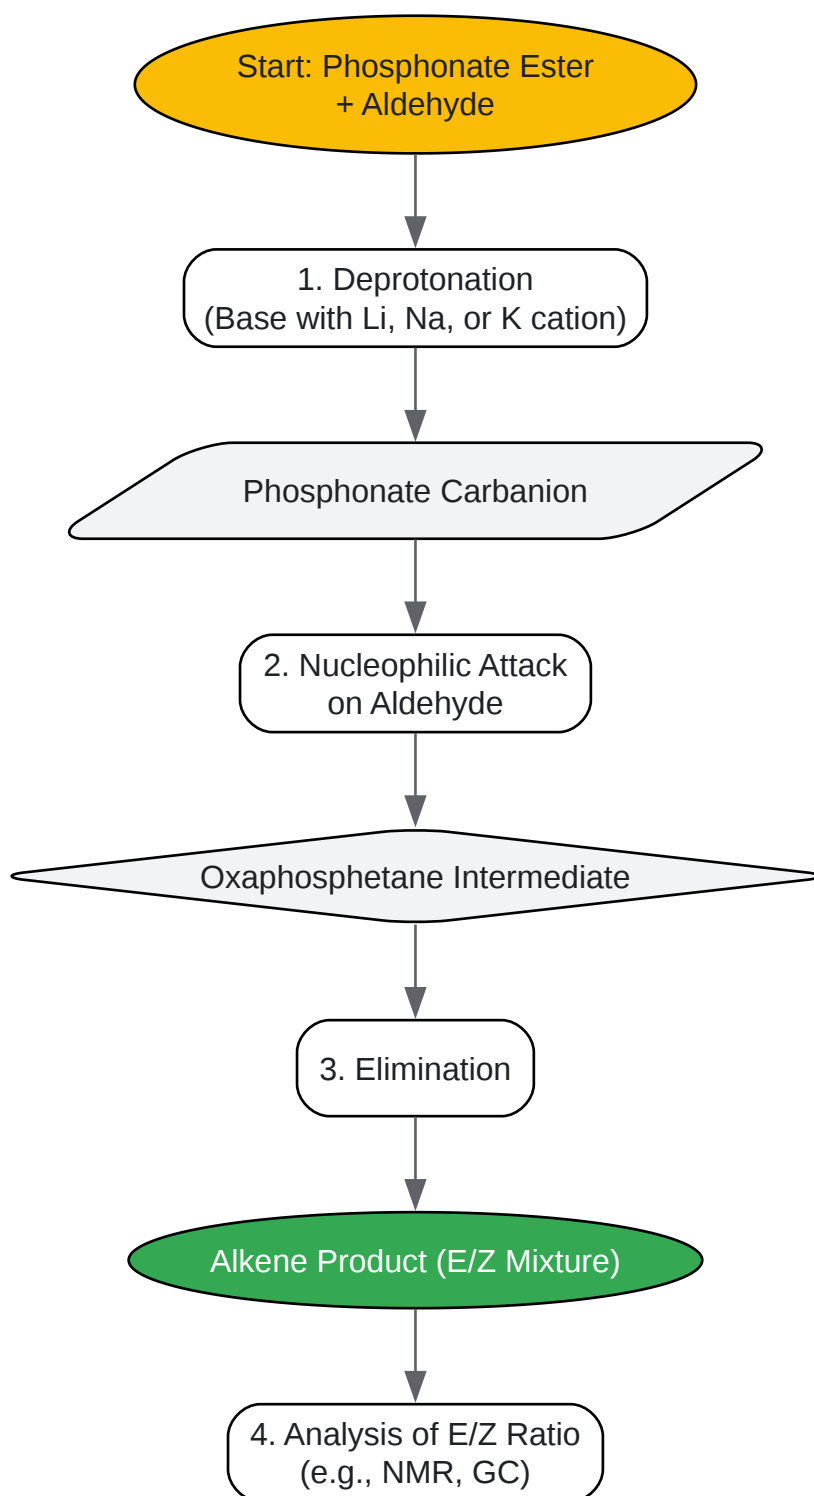 Start: Phosphonate Ester
+ Aldehyde
1. Deprotonation
(Base with Li, Na, or K cation)
Phosphonate Carbanion
2. Nucleophilic Attack
on Aldehyde
Oxaphosphetane Intermediate
3. Elimination
Alkene Product (E/Z Mixture)
4. Analysis of E/Z Ratio
(e.g., NMR, GC)